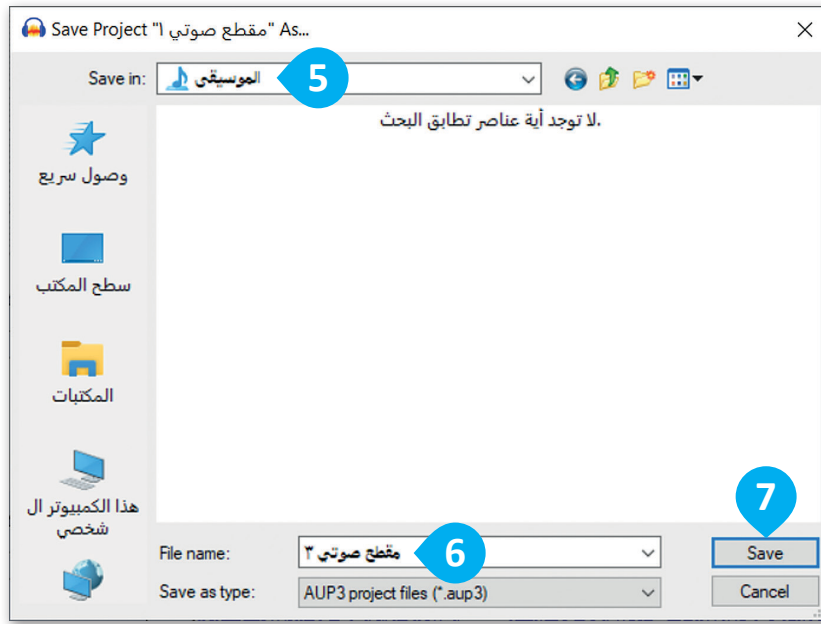 Save Project "مقطع صوتي ١" As...
Save in: الموسيقى 5
لا توجد أية عناصر تطابق البحث.
وصول سريع
سطح المكتب
المكتبات
هذا الكمبيوتر ال
شخصي
7
File name: مقطع صوتي ٣ 6 Save
Save as type: AUP3 project files (*.aup3) Cancel